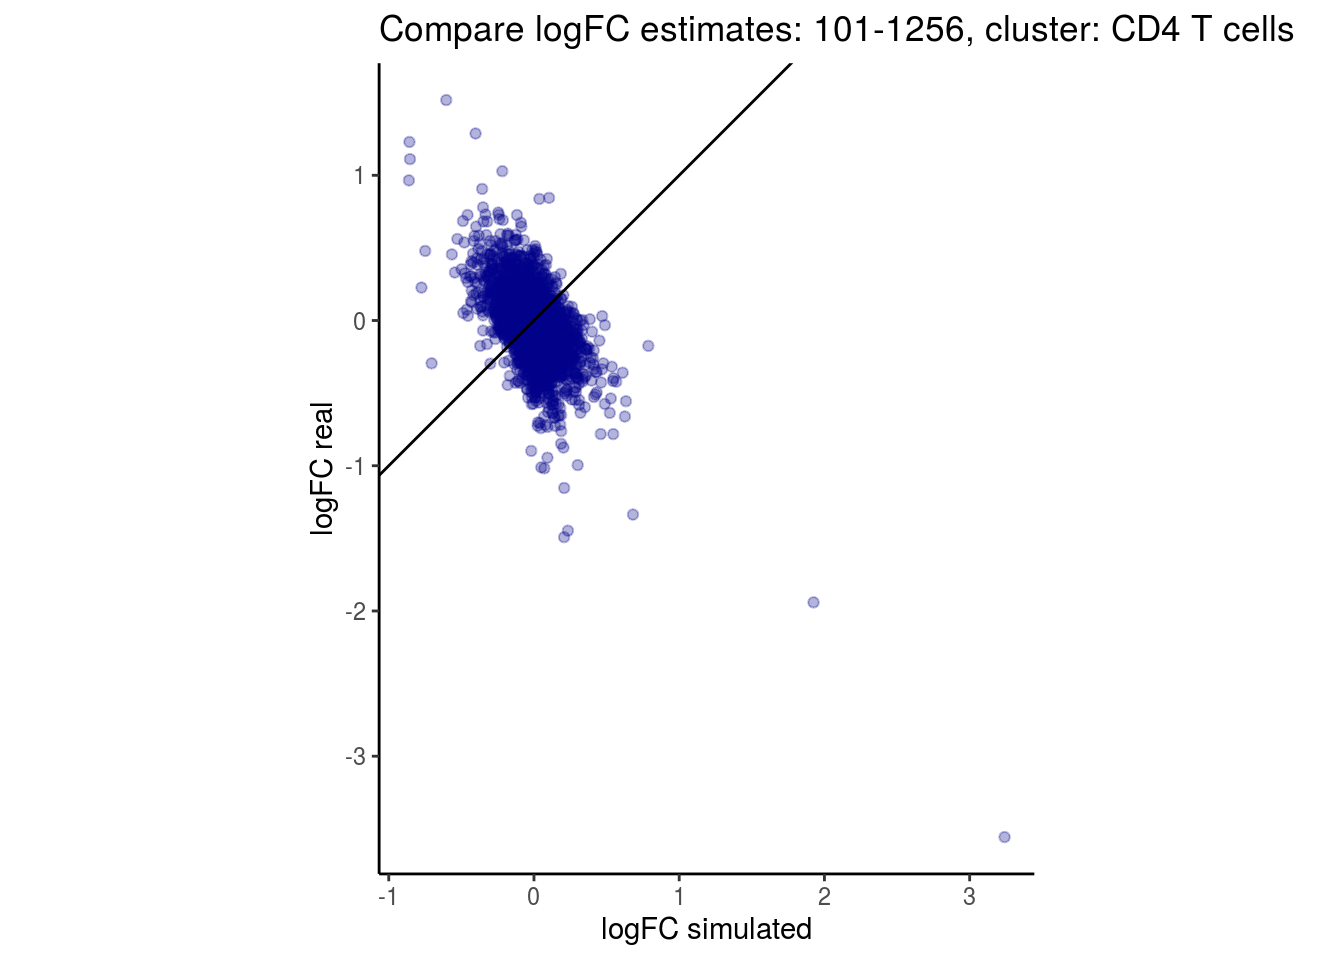 Compare logFC estimates: 101-1256, cluster: CD4 T cells
logFC real
1
0
-1
-2
-3
-1 0 1 2 3
logFC simulated